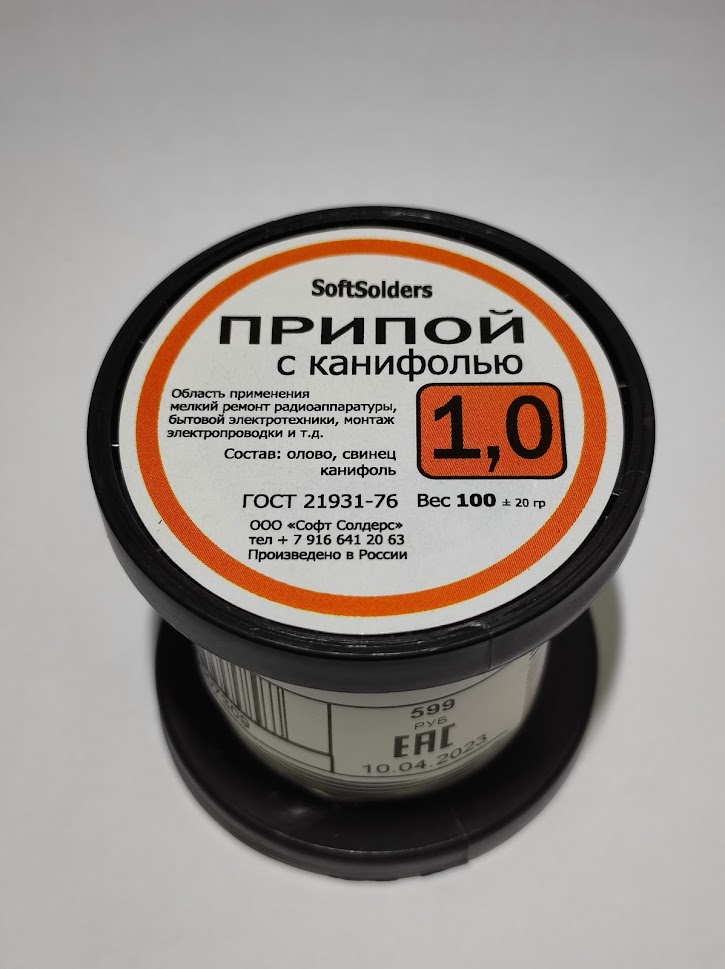 SoftSolders
ПРИПОЙ
с канифолью
Область применения
мелкий ремонт радиоаппаратуры,
бытовой электротехники, монтаж
электропроводки и т.д.
1,0
Состав: олово, свинец
канифоль
ГОСТ 21931-76 Вес 100 ± 20 гр
ООО «Софт Солдерс»
тел + 7 916 641 20 63
Произведено в России
599
РУБ
EAC
10.04.2023